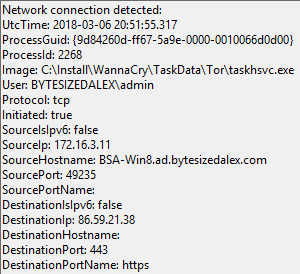 Network connection detected:
UtcTime: 2018-03-06 20:51:55.317
ProcessGuid: {9d84260d-ff67-5a9e-0000-0010066d0d00}
ProcessId: 2268
Image: C:\Install\WannaCry\TaskData\Tor\taskhsvc.exe
User: BYTESIZEDALEX\admin
Protocol: tcp
Initiated: true
SourceIsIpv6: false
SourceIp: 172.16.3.11
SourceHostname: BSA-Win8.ad.bytesizedalex.com
SourcePort: 49235
SourcePortName:
DestinationIsIpv6: false
DestinationIp: 86.59.21.38
DestinationHostname:
DestinationPort: 443
DestinationPortName: https